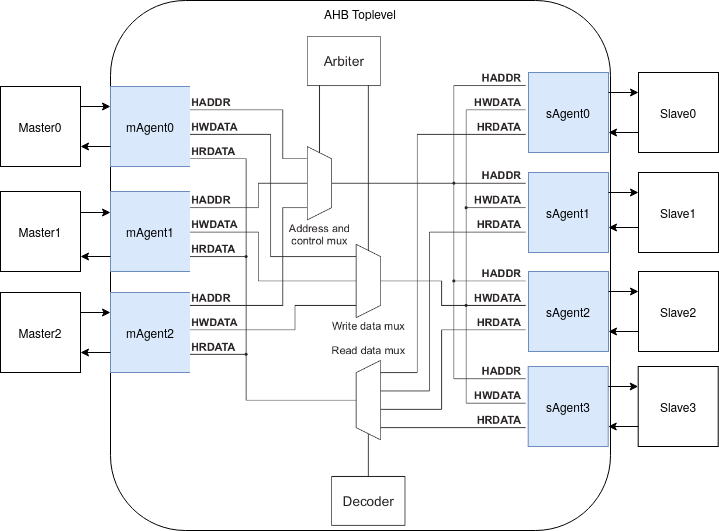 AHB Toplevel
Arbiter
Master0
mAgent0
HADDR
HWDATA
HRDATA
Master1
mAgent1
HADDR
HWDATA
HRDATA
Master2
mAgent2
HADDR
HWDATA
HRDATA
Address and
control mux
Write data mux
Read data mux
Decoder
HADDR
HWDATA
HRDATA
sAgent0
Slave0
HADDR
HWDATA
HRDATA
sAgent1
Slave1
HADDR
HWDATA
HRDATA
sAgent2
Slave2
HADDR
HWDATA
HRDATA
sAgent3
Slave3